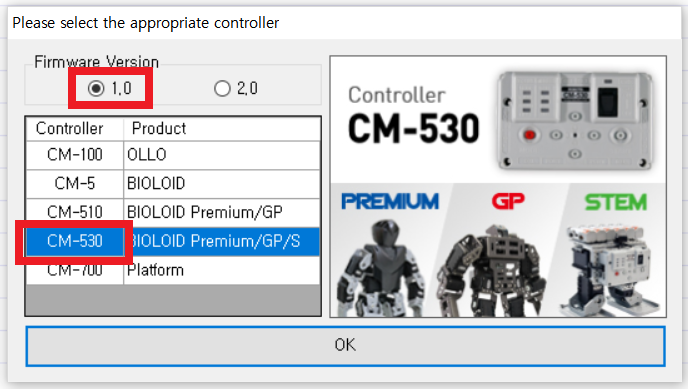 Please select the appropriate controller
Firmware Version
1.0
2.0
Controller Product
CM-100 OLLO
CM-5 BIOLOID
CM-510 BIOLOID Premium/GP
CM-530 BIOLOID Premium/GP/S
CM-700 Platform
Controller
CM-530
PREMIUM GP STEM
OK